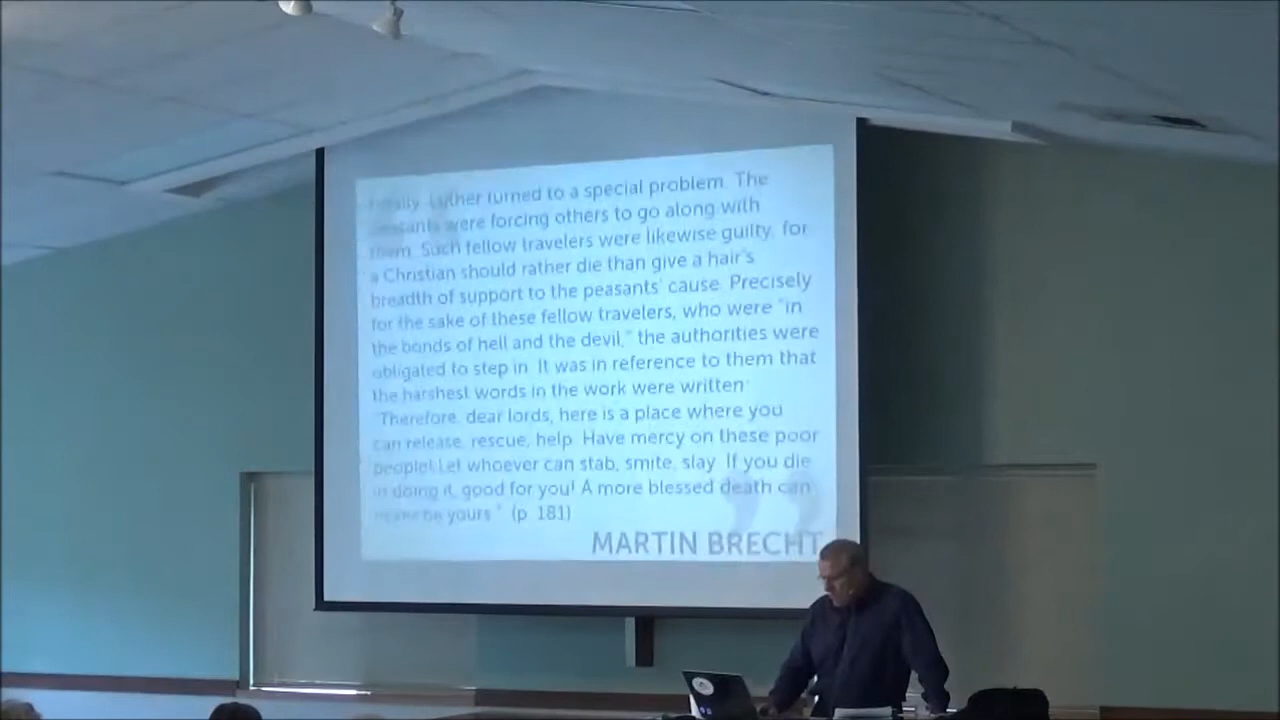 Luther turned to a special problem. The
were forcing others to go along with
them. Such fellow travelers were likewise guilty, for
a Christian should rather die than give a hair's
breadth of support to the peasants' cause. Precisely
for the sake of these fellow travelers, who were "in
the bonds of hell and the devil," the authorities were
obligated to step in. It was in reference to them that
the harshest words in the work were written:
"Therefore, dear lords, here is a place where you
can release, rescue, help. Have mercy on these poor
people! Let whoever can stab, smite, slay. If you die
in doing it, good for you! A more blessed death can
yours." (p. 181)
MARTIN BRECHT